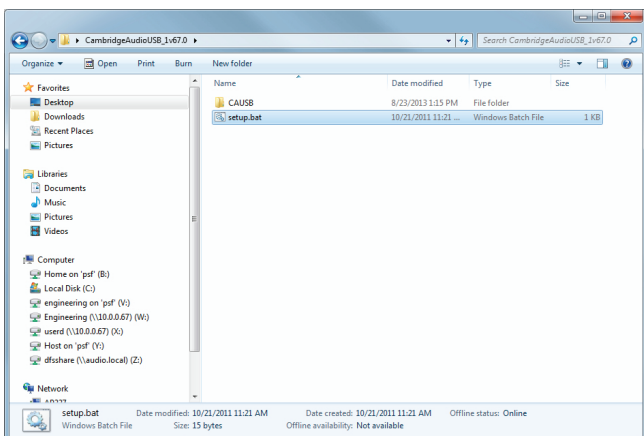 CambridgeAudioUSB_1v67.0
Search CambridgeAudioUSB_1v67.0
Organize Open Print Burn New folder
Name Date modified Type Size
Favorites
Desktop
Downloads
Recent Places
Pictures
Libraries
Documents
Music
Pictures
Videos
Computer
Home on 'psf' (B:)
Local Disk (C:)
engineering on 'psf' (V:)
Engineering (\\10.0.0.67) (W:)
userd (\\10.0.0.67) (X:)
Host on 'psf' (Y:)
dfsshare (\\audio.local) (Z:)
Network
CAUSB 8/23/2013 1:15 PM File folder
setup.bat 10/21/2011 11:21 ... Windows Batch File 1 KB
setup.bat Date modified: 10/21/2011 11:21 AM Date created: 10/21/2011 11:21 AM Offline status: Online
Windows Batch File Size: 15 bytes Offline availability: Not available